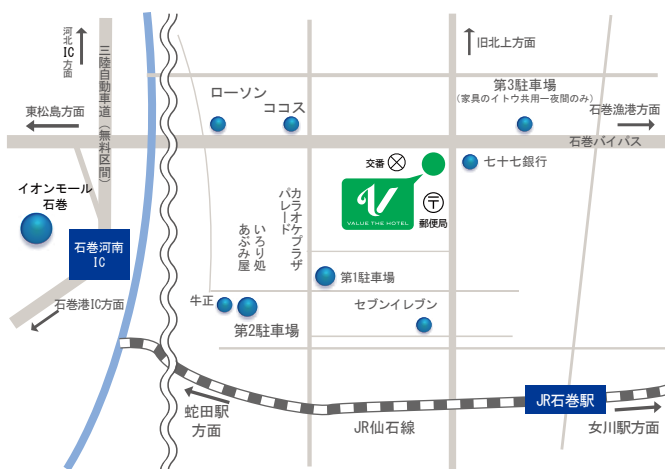 河北IC方面
三陸自動車道（無料区間）
旧北上方面
ローソン
ココス
第3駐車場
（家具のイトウ共用ー夜間のみ）
東松島方面
石巻漁港方面
石巻バイパス
交番
七十七銀行
イオンモール
石巻
V
VALUE THE HOTEL
〒
郵便局
カラオケプラザ
パレード
いろり処
あぶみ屋
石巻河南
IC
第1駐車場
石巻港IC方面
牛正
第2駐車場
セブンイレブン
JR石巻駅
蛇田駅
方面
JR仙石線
女川駅方面